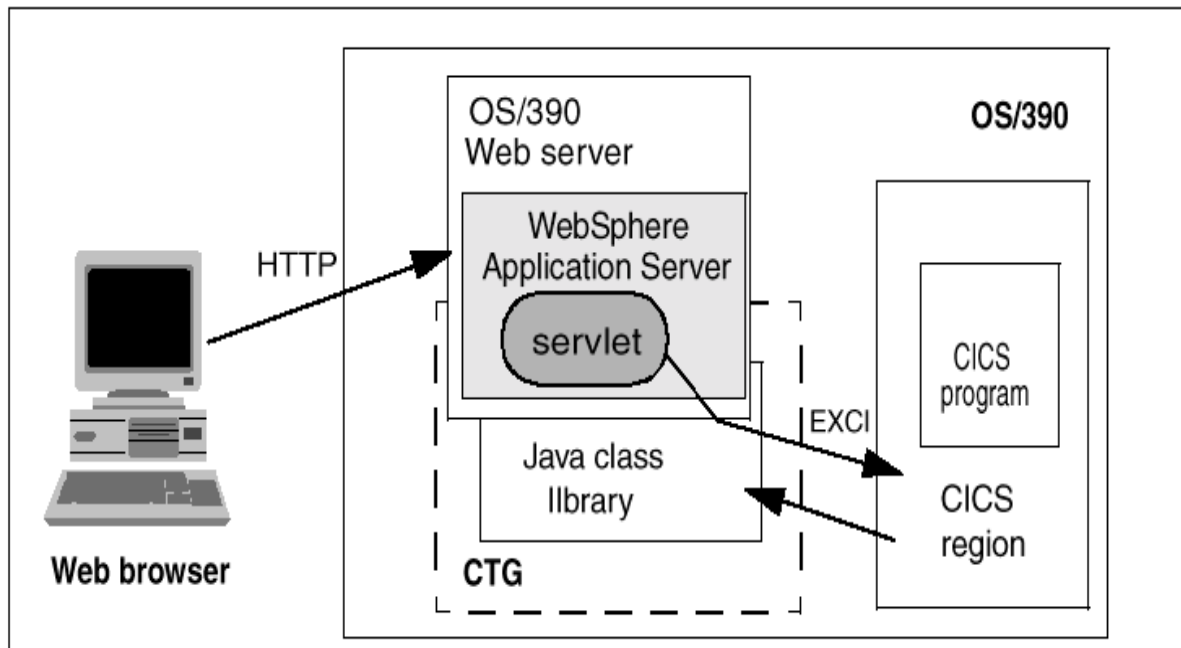 OS/390
Web server
OS/390
WebSphere
Application Server
HTTP
servlet
CICS
program
EXCI
Java class
lIbrary
CICS
region
Web browser
CTG